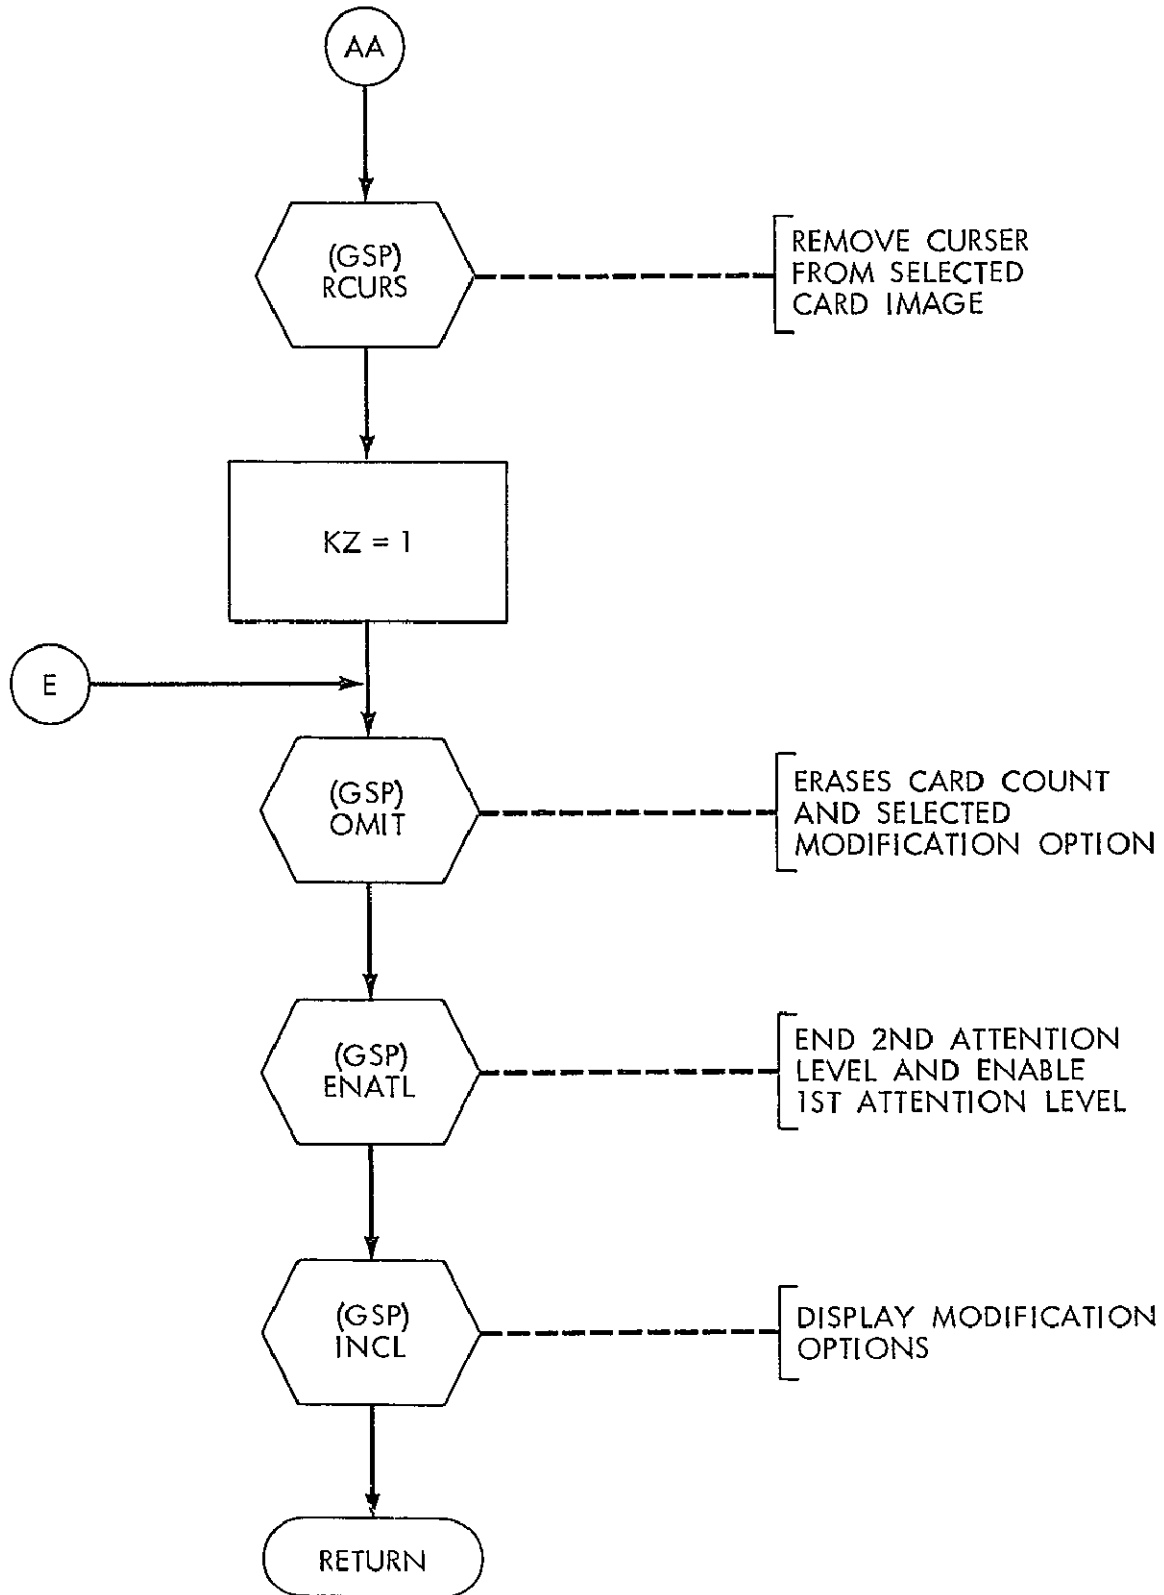 AA
(GSP)
RCURS
REMOVE CURSER
FROM SELECTED
CARD IMAGE
KZ = 1
E
(GSP)
OMIT
ERASES CARD COUNT
AND SELECTED
MODIFICATION OPTION
(GSP)
ENATL
END 2ND ATTENTION
LEVEL AND ENABLE
1ST ATTENTION LEVEL
(GSP)
INCL
DISPLAY MODIFICATION
OPTIONS
RETURN